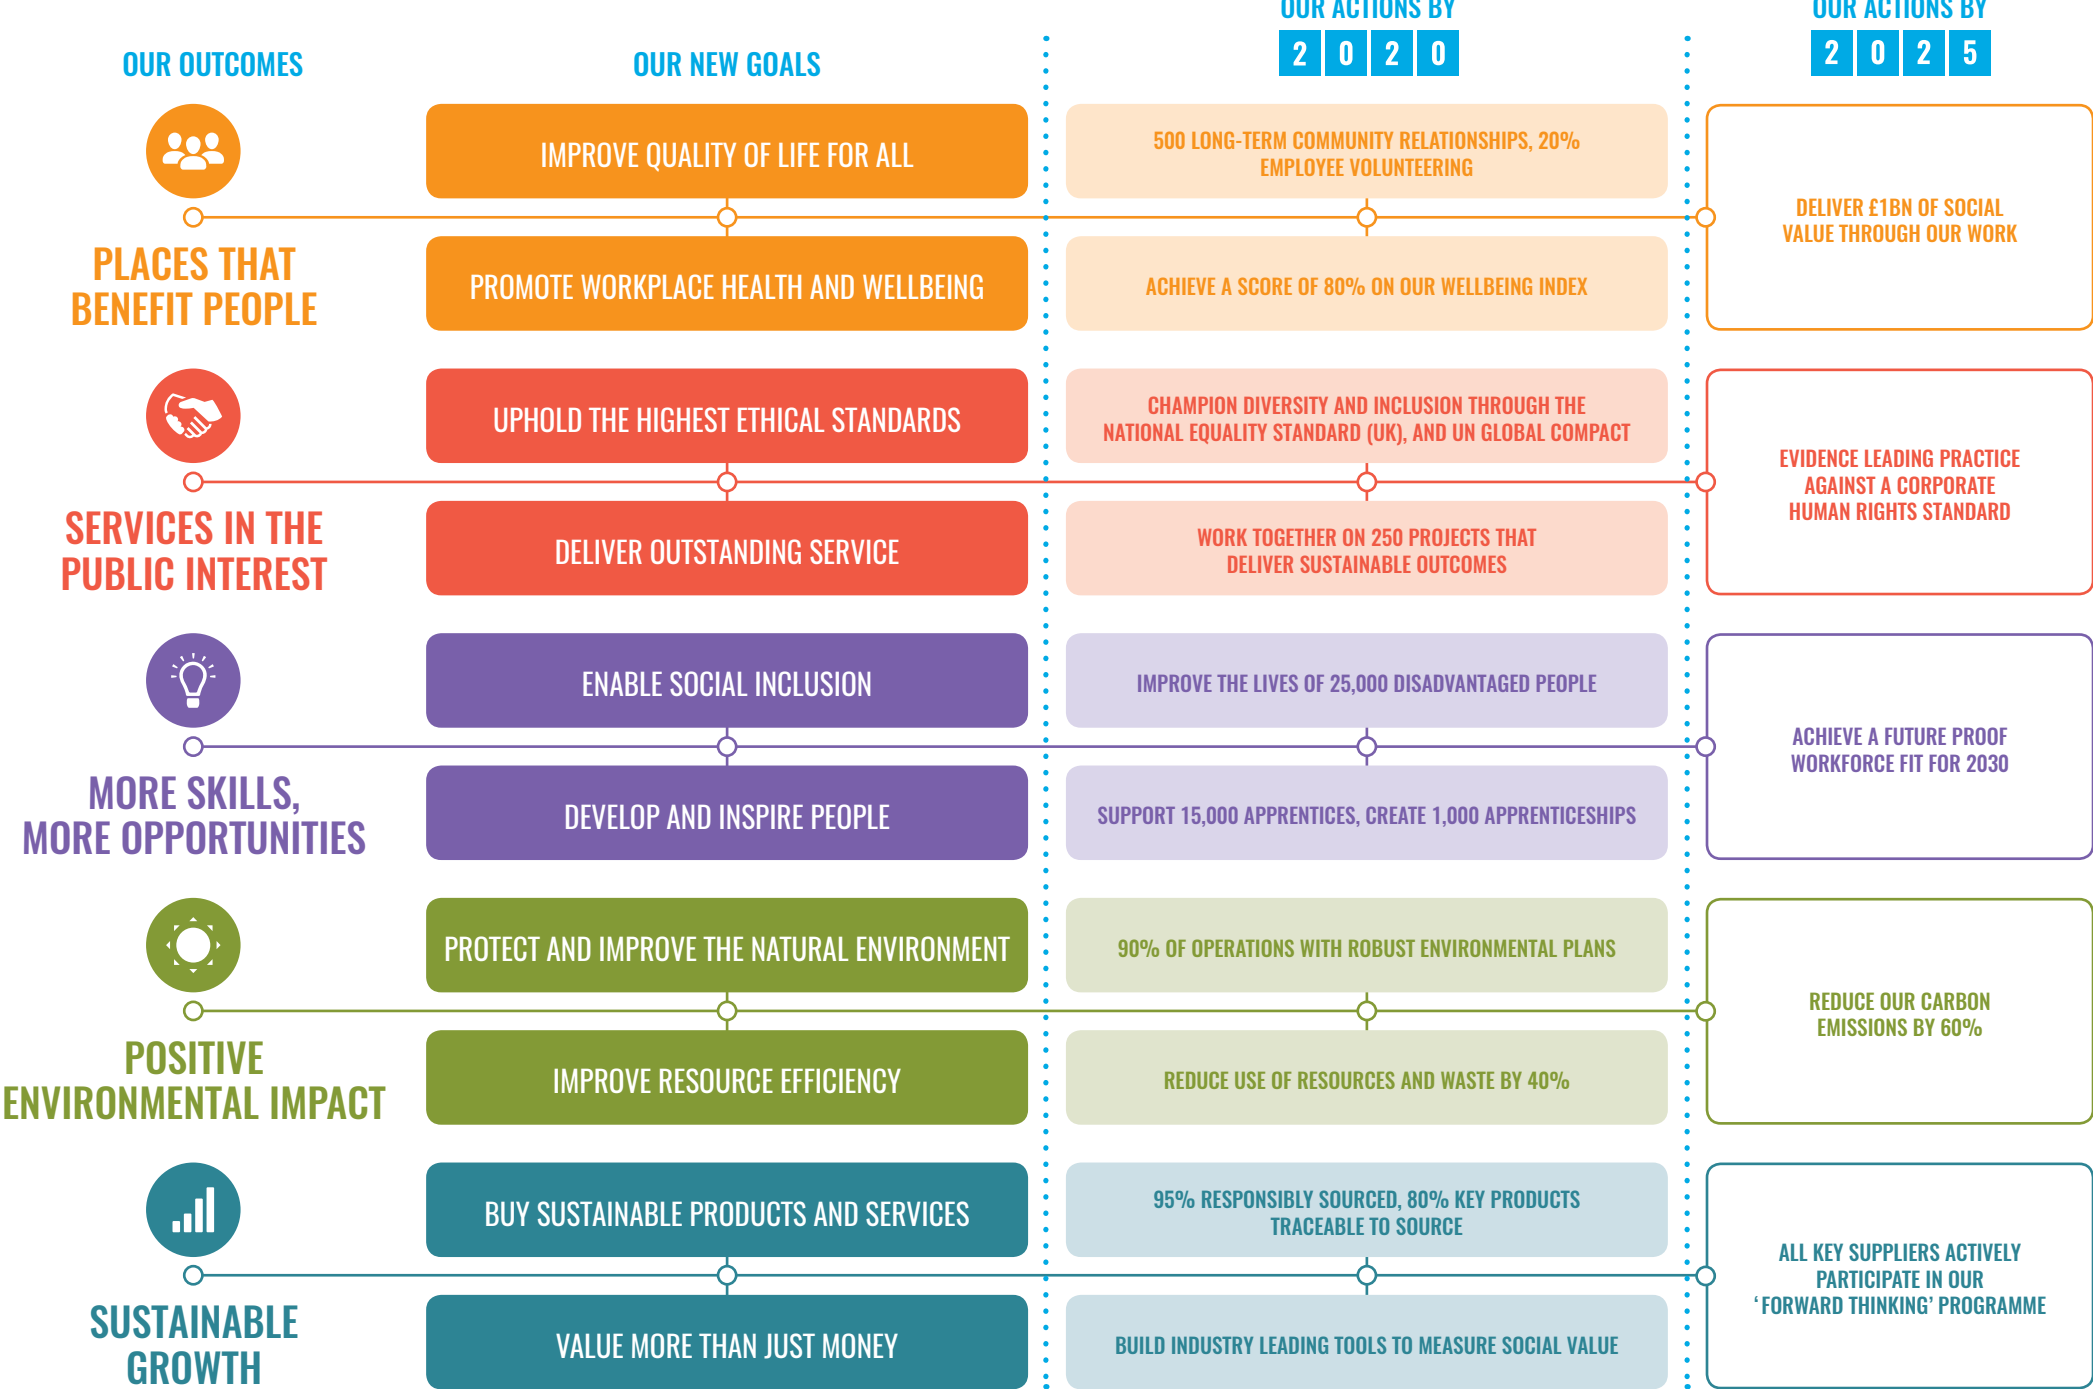 OUR OUTCOMES
OUR NEW GOALS
OUR ACTIONS BY
2020
OUR ACTIONS BY
2025
PLACES THAT
BENEFIT PEOPLE
IMPROVE QUALITY OF LIFE FOR ALL
500 LONG-TERM COMMUNITY RELATIONSHIPS, 20%
EMPLOYEE VOLUNTEERING
PROMOTE WORKPLACE HEALTH AND WELLBEING
ACHIEVE A SCORE OF 80% ON OUR WELLBEING INDEX
DELIVER £1BN OF SOCIAL
VALUE THROUGH OUR WORK
SERVICES IN THE
PUBLIC INTEREST
UPHOLD THE HIGHEST ETHICAL STANDARDS
CHAMPION DIVERSITY AND INCLUSION THROUGH THE
NATIONAL EQUALITY STANDARD (UK), AND UN GLOBAL COMPACT
DELIVER OUTSTANDING SERVICE
WORK TOGETHER ON 250 PROJECTS THAT
DELIVER SUSTAINABLE OUTCOMES
EVIDENCE LEADING PRACTICE
AGAINST A CORPORATE
HUMAN RIGHTS STANDARD
MORE SKILLS,
MORE OPPORTUNITIES
ENABLE SOCIAL INCLUSION
IMPROVE THE LIVES OF 25,000 DISADVANTAGED PEOPLE
DEVELOP AND INSPIRE PEOPLE
SUPPORT 15,000 APPRENTICES, CREATE 1,000 APPRENTICESHIPS
ACHIEVE A FUTURE PROOF
WORKFORCE FIT FOR 2030
POSITIVE
ENVIRONMENTAL IMPACT
PROTECT AND IMPROVE THE NATURAL ENVIRONMENT
90% OF OPERATIONS WITH ROBUST ENVIRONMENTAL PLANS
IMPROVE RESOURCE EFFICIENCY
REDUCE USE OF RESOURCES AND WASTE BY 40%
REDUCE OUR CARBON
EMISSIONS BY 60%
SUSTAINABLE
GROWTH
BUY SUSTAINABLE PRODUCTS AND SERVICES
95% RESPONSIBLY SOURCED, 80% KEY PRODUCTS
TRACEABLE TO SOURCE
VALUE MORE THAN JUST MONEY
BUILD INDUSTRY LEADING TOOLS TO MEASURE SOCIAL VALUE
ALL KEY SUPPLIERS ACTIVELY
PARTICIPATE IN OUR
‘FORWARD THINKING’ PROGRAMME